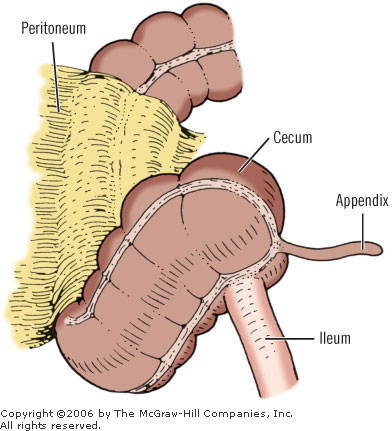 Peritoneum
Cecum
Appendix
Ileum
Copyright ©2006 by The McGraw-Hill Companies, Inc.
All rights reserved.